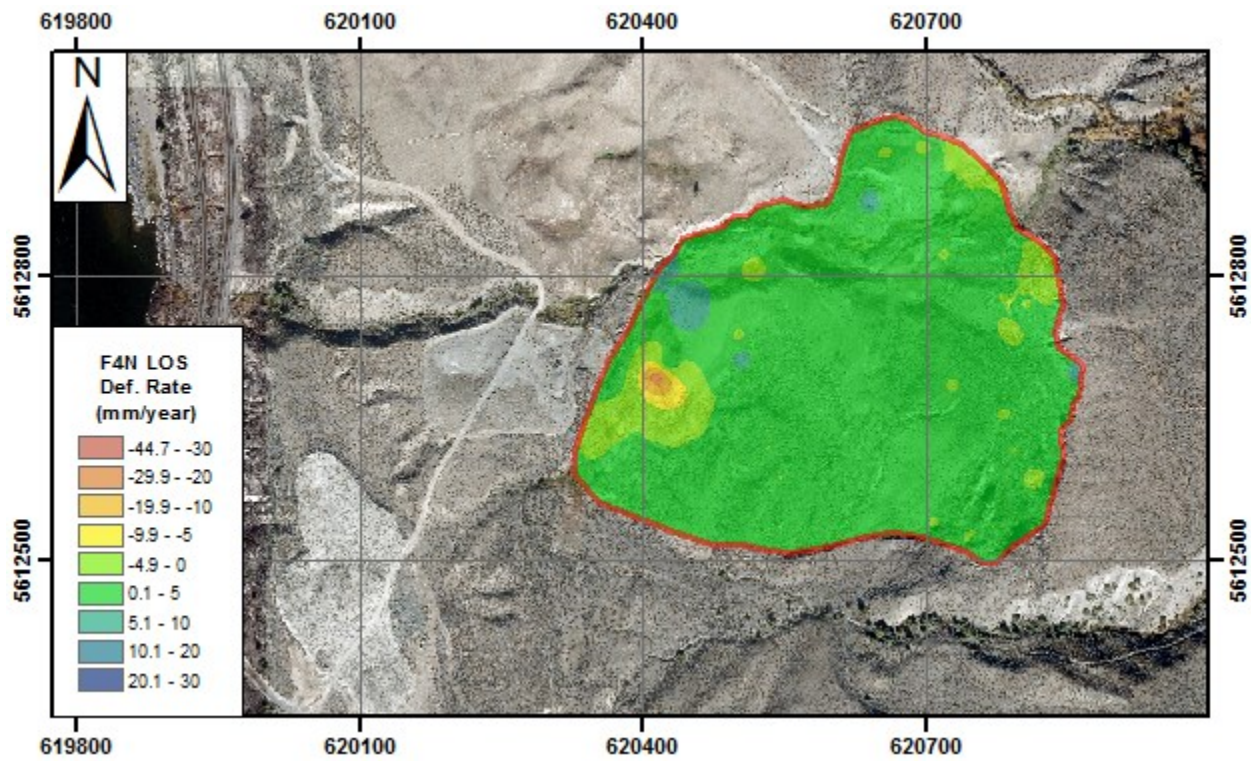 619800 620100 620400 620700
N
5612800 5612800
F4N LOS
Def. Rate
(mm/year)
-44.7 - -30
-29.9 - -20
-19.9 - -10
-9.9 - -5
-4.9 - 0
0.1 - 5
5.1 - 10
10.1 - 20
20.1 - 30
5612500 5612500
619800 620100 620400 620700